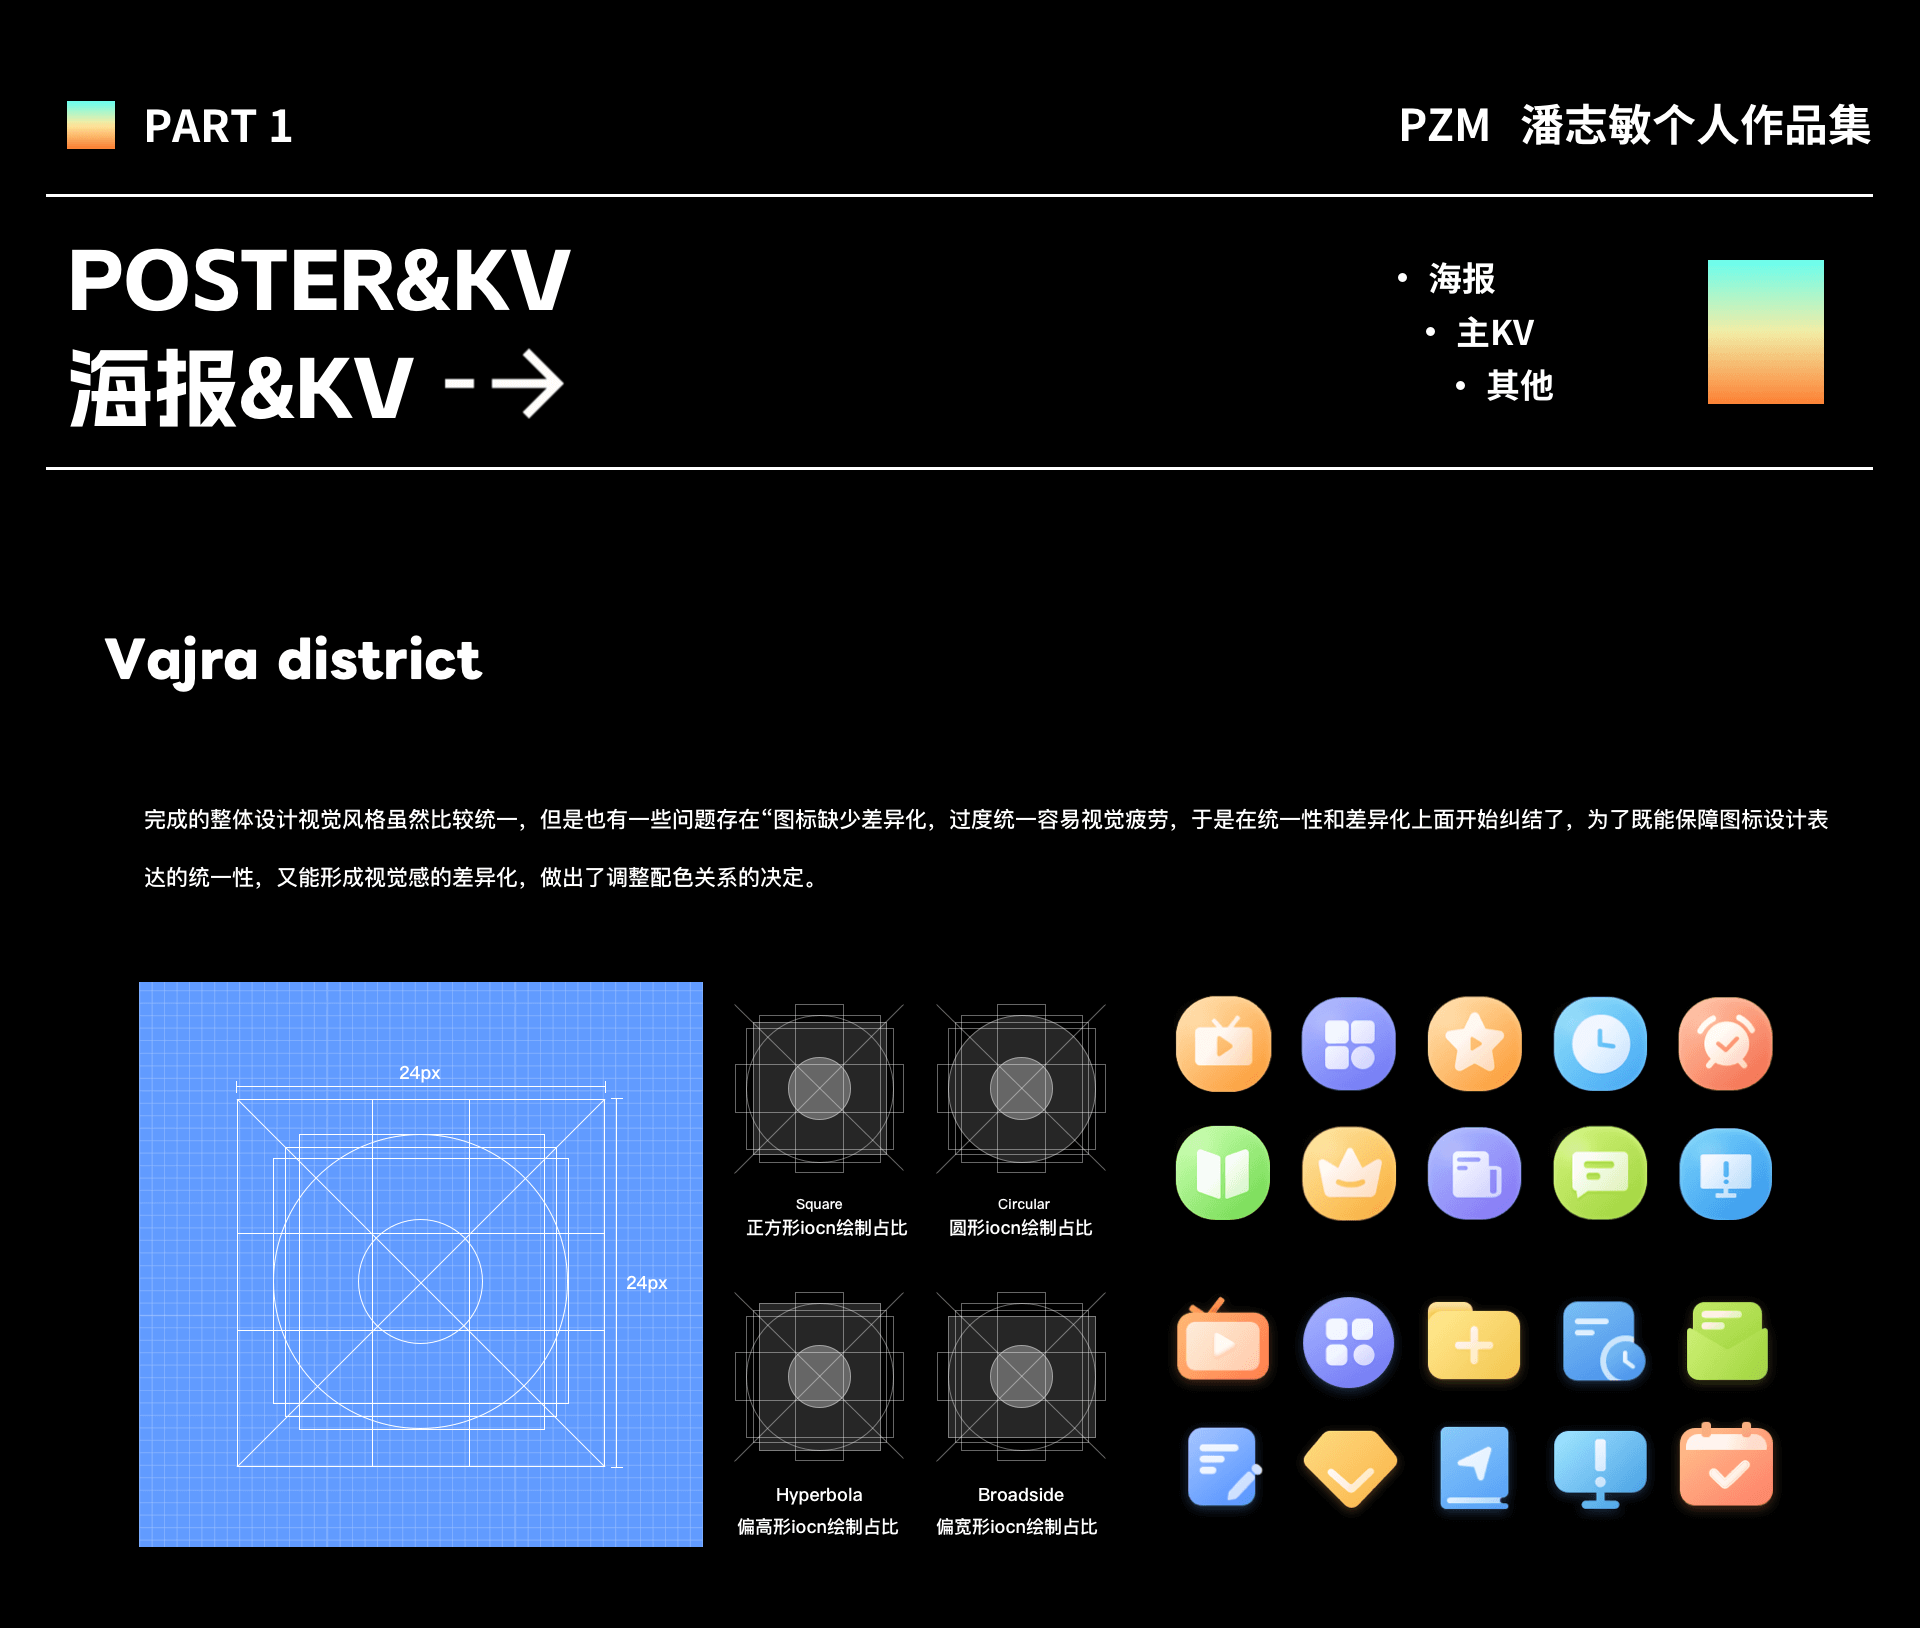 PART 1
PZM 潘志敏个人作品集
POSTER&KV
海报&KV
• 海报
• 主KV
• 其他
Vajra district
完成的整体设计视觉风格虽然比较统一，但是也有一些问题存在“图标缺少差异化，过度统一容易视觉疲劳，于是在统一性和差异化上面开始纠结了，为了既能保障图标设计表
达的统一性，又能形成视觉感的差异化，做出了调整配色关系的决定。
24px
24px
Square
正方形iocn绘制占比
Circular
圆形iocn绘制占比
Hyperbola
偏高形iocn绘制占比
Broadside
偏宽形iocn绘制占比